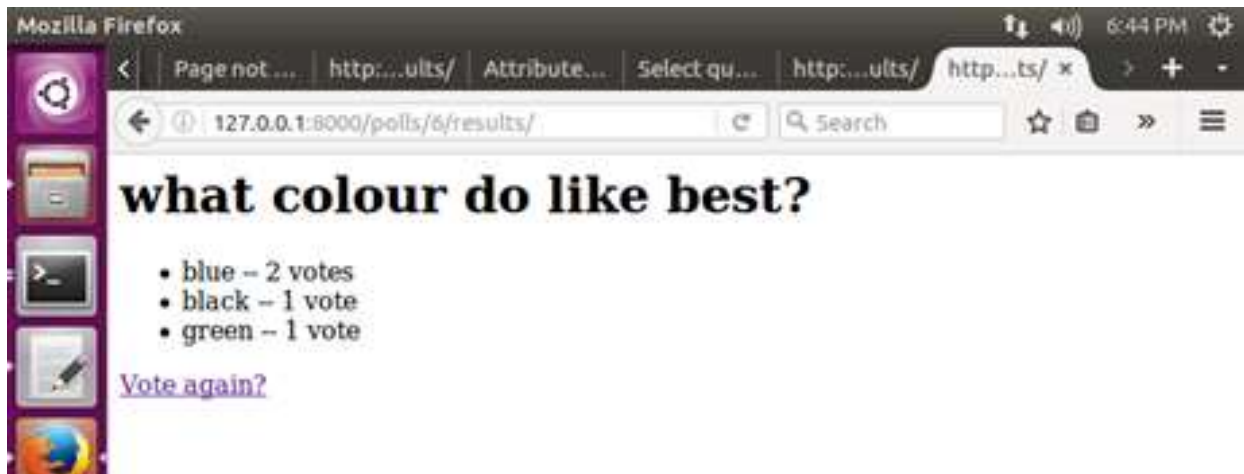 Mozilla Firefox 6:44 PM
Page not ... http:...ults/ Attribute... Select qu... http:...ults/ http...ts/
127.0.0.1:8000/polls/6/results/ Search
what colour do like best?
• blue -- 2 votes
• black -- 1 vote
• green -- 1 vote
Vote again?